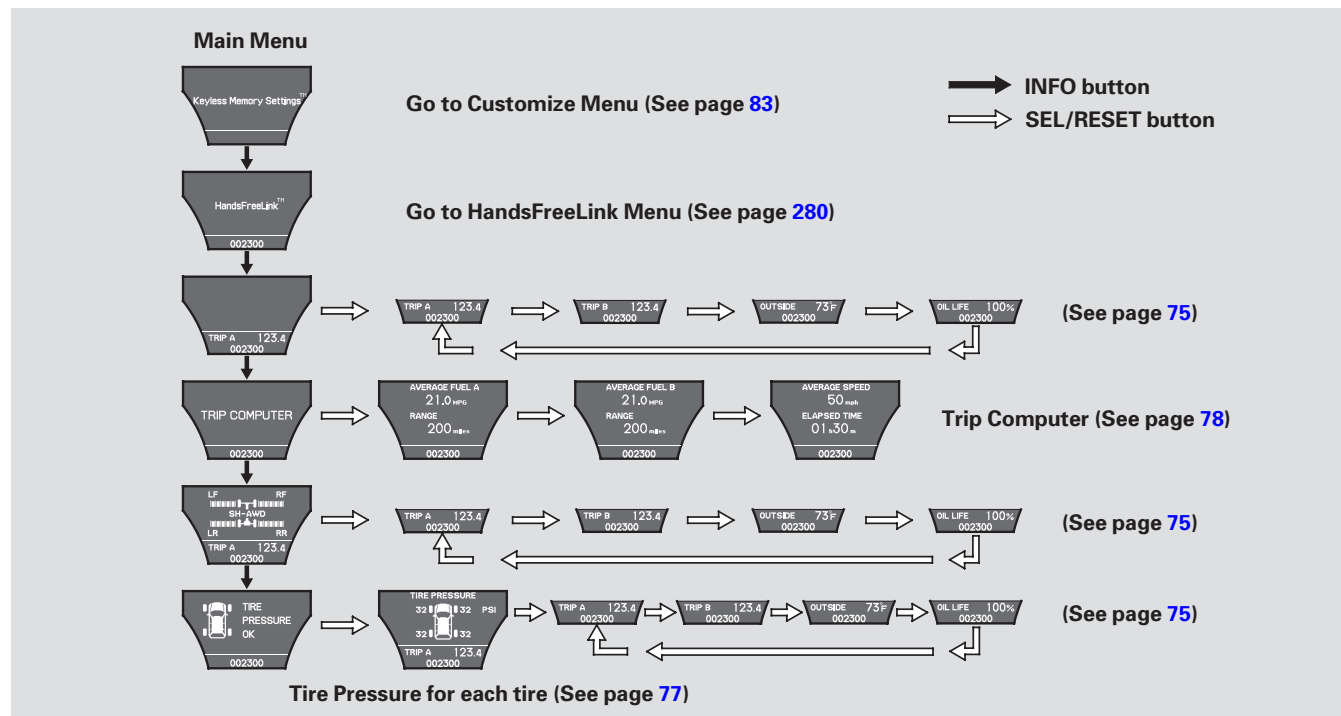 Main Menu
Keyless Memory Settings™
Go to Customize Menu (See page 83)
INFO button
SEL/RESET button
HandsFreeLink™
002300
Go to HandsFreeLink Menu (See page 280)
TRIP A 123.4
002300
TRIP A 123.4
002300
TRIP B 123.4
002300
OUTSIDE 73°F
002300
OIL LIFE 100%
002300
(See page 75)
TRIP COMPUTER
002300
AVERAGE FUEL A
21.0 MPG
RANGE
200 miles
002300
AVERAGE FUEL B
21.0 MPG
RANGE
200 miles
002300
AVERAGE SPEED
50 mph
ELAPSED TIME
01 h 30 m
002300
Trip Computer (See page 78)
LF RF
SH-AWD
LR RR
TRIP A 123.4
002300
TRIP A 123.4
002300
TRIP B 123.4
002300
OUTSIDE 73°F
002300
OIL LIFE 100%
002300
(See page 75)
TIRE
PRESSURE
OK
002300
TIRE PRESSURE
32 32 PSI
32 32
TRIP A 123.4
002300
TRIP A 123.4
002300
TRIP B 123.4
002300
OUTSIDE 73°F
002300
OIL LIFE 100%
002300
(See page 75)
Tire Pressure for each tire (See page 77)